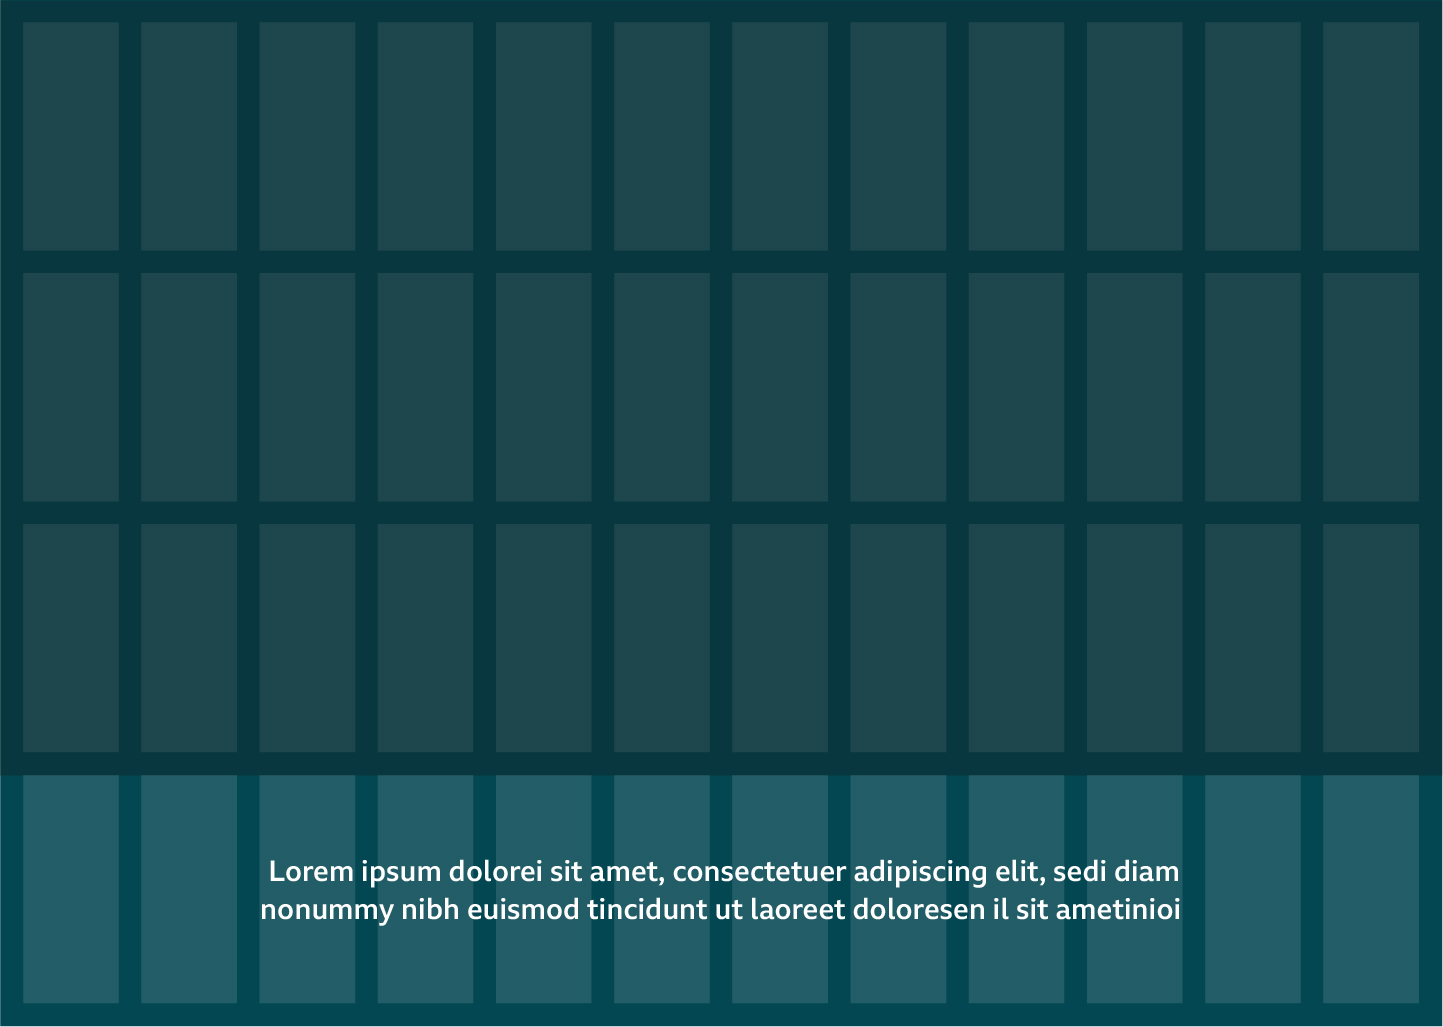 Lorem ipsum dolorei sit amet, consectetuer adipiscing elit, sedi diam
nonummy nibh euismod tincidunt ut laoreet doloresen il sit ametinioi